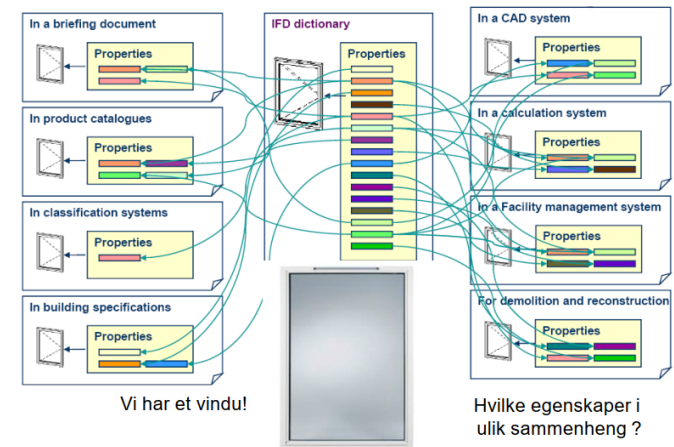 In a briefing document
Properties
In product catalogues
Properties
In classification systems
Properties
In building specifications
Properties
IFD dictionary
Properties
In a CAD system
Properties
In a calculation system
Properties
In a Facility management system
Properties
For demolition and reconstruction
Properties
Vi har et vindu!
Hvilke egenskaper i
ulik sammenheng ?